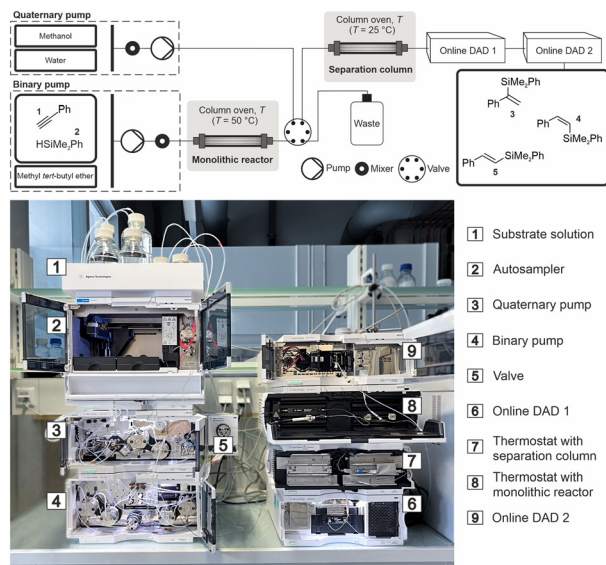 Quaternary pump
Methanol
Water
Column oven, T
(T = 25 °C)
Separation column
Online DAD 1
Online DAD 2
Binary pump
1
Ph
2
HSiMe2Ph
Methyl tert-butyl ether
Column oven, T
(T = 50 °C)
Monolithic reactor
Waste
Pump
Mixer
Valve
SiMe2Ph
Ph
3
4
Ph
SiMe2Ph
SiMe2Ph
Ph
5
1
Agilent Technologies
2
3
4
5
9
8
7
6
1 Substrate solution
2 Autosampler
3 Quaternary pump
4 Binary pump
5 Valve
6 Online DAD 1
7 Thermostat with
separation column
8 Thermostat with
monolithic reactor
9 Online DAD 2